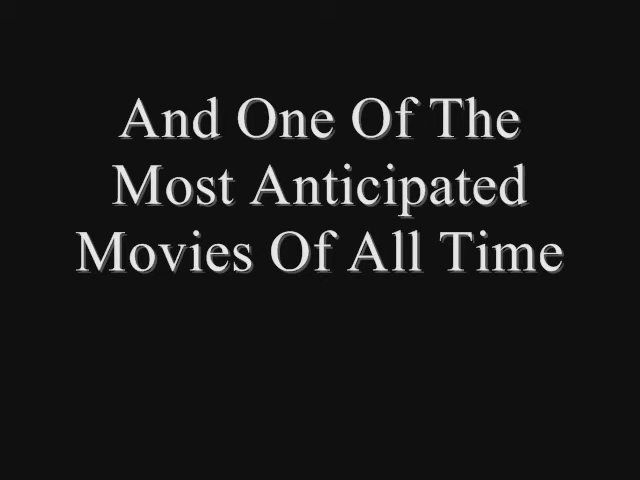 And One Of The
Most Anticipated
Movies Of All Time